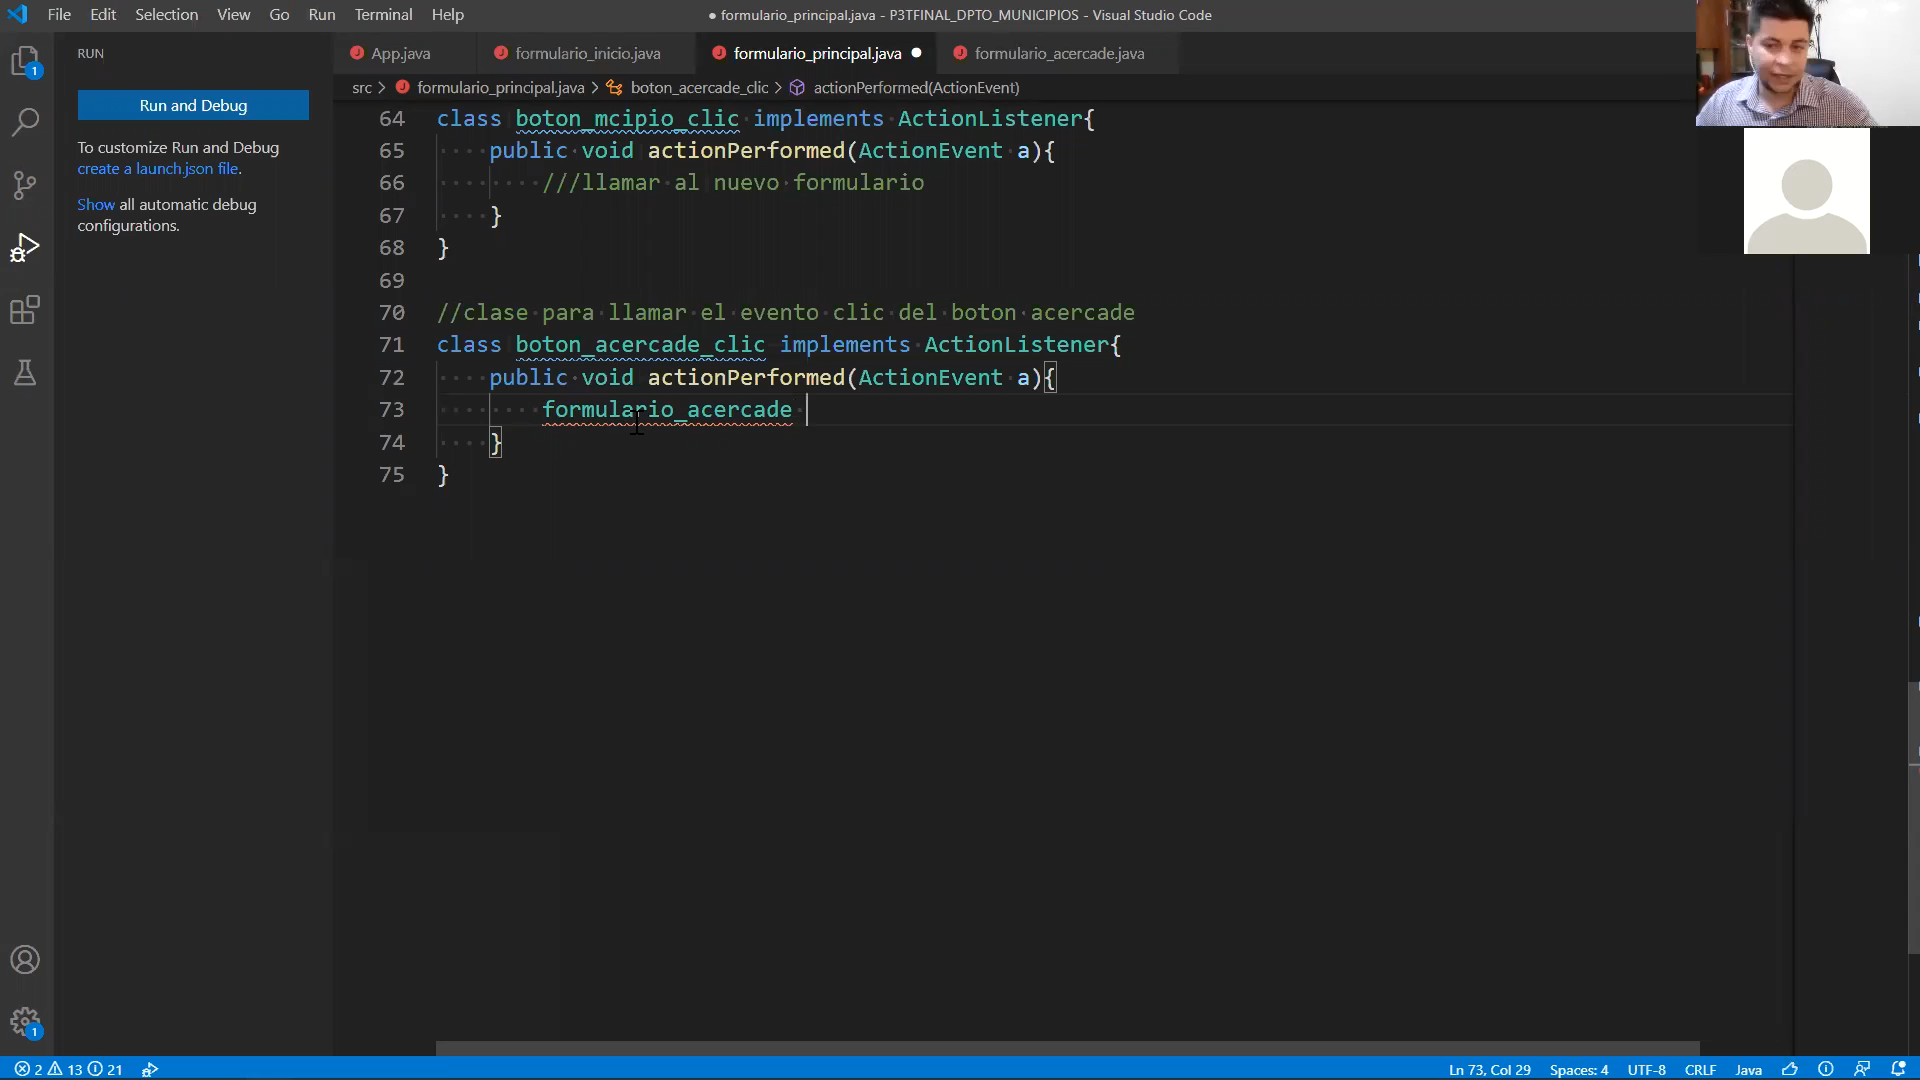 File Edit Selection View Go Run Terminal Help
● formulario_principal.java - P3TFINAL_DPTO_MUNICIPIOS - Visual Studio Code
RUN
App.java formulario_inicio.java formulario_principal.java formulario_acercade.java
src > formulario_principal.java > boton_acercade_clic > actionPerformed(ActionEvent)
Run and Debug
To customize Run and Debug
create a launch.json file.
Show all automatic debug
configurations.
64 class boton_mcipio_clic implements ActionListener{
65 public void actionPerformed(ActionEvent a){
66 ///llamar al nuevo formulario
67 }
68 }
69
70 //clase para llamar el evento clic del boton acercade
71 class boton_acercade_clic implements ActionListener{
72 public void actionPerformed(ActionEvent a){
73 formulario_acercade
74 }
75 }
1
1
2 13 21
Ln 73, Col 29 Spaces: 4 UTF-8 CRLF Java